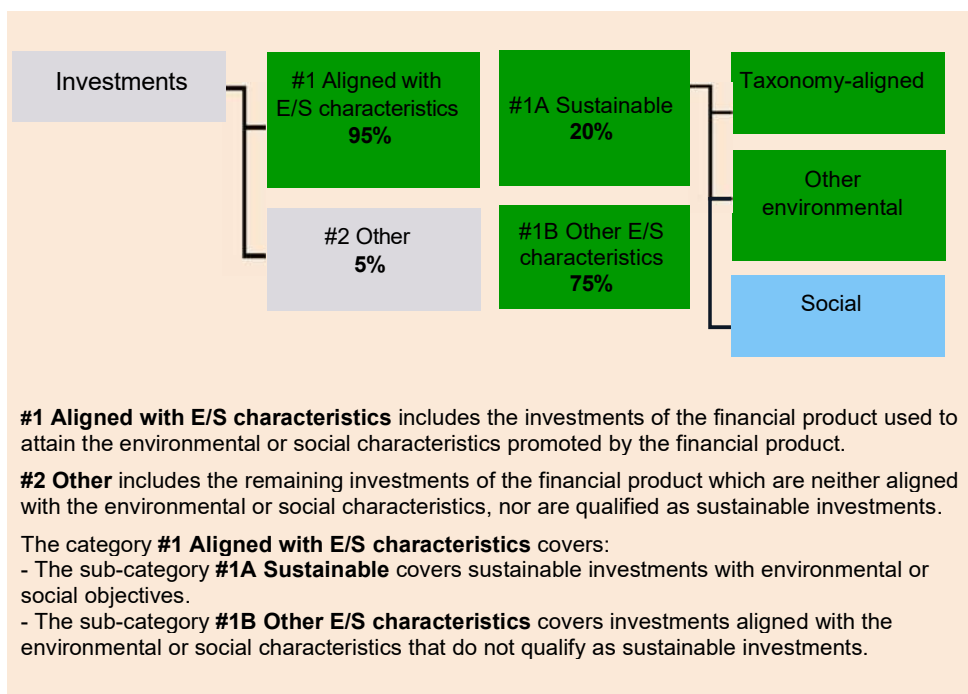 Investments
#1 Aligned with
E/S characteristics
95%
#2 Other
5%
#1A Sustainable
20%
#1B Other E/S
characteristics
75%
Taxonomy-aligned
Other
environmental
Social
#1 Aligned with E/S characteristics includes the investments of the financial product used to
attain the environmental or social characteristics promoted by the financial product.
#2 Other includes the remaining investments of the financial product which are neither aligned
with the environmental or social characteristics, nor are qualified as sustainable investments.
The category #1 Aligned with E/S characteristics covers:
- The sub-category #1A Sustainable covers sustainable investments with environmental or
social objectives.
- The sub-category #1B Other E/S characteristics covers investments aligned with the
environmental or social characteristics that do not qualify as sustainable investments.